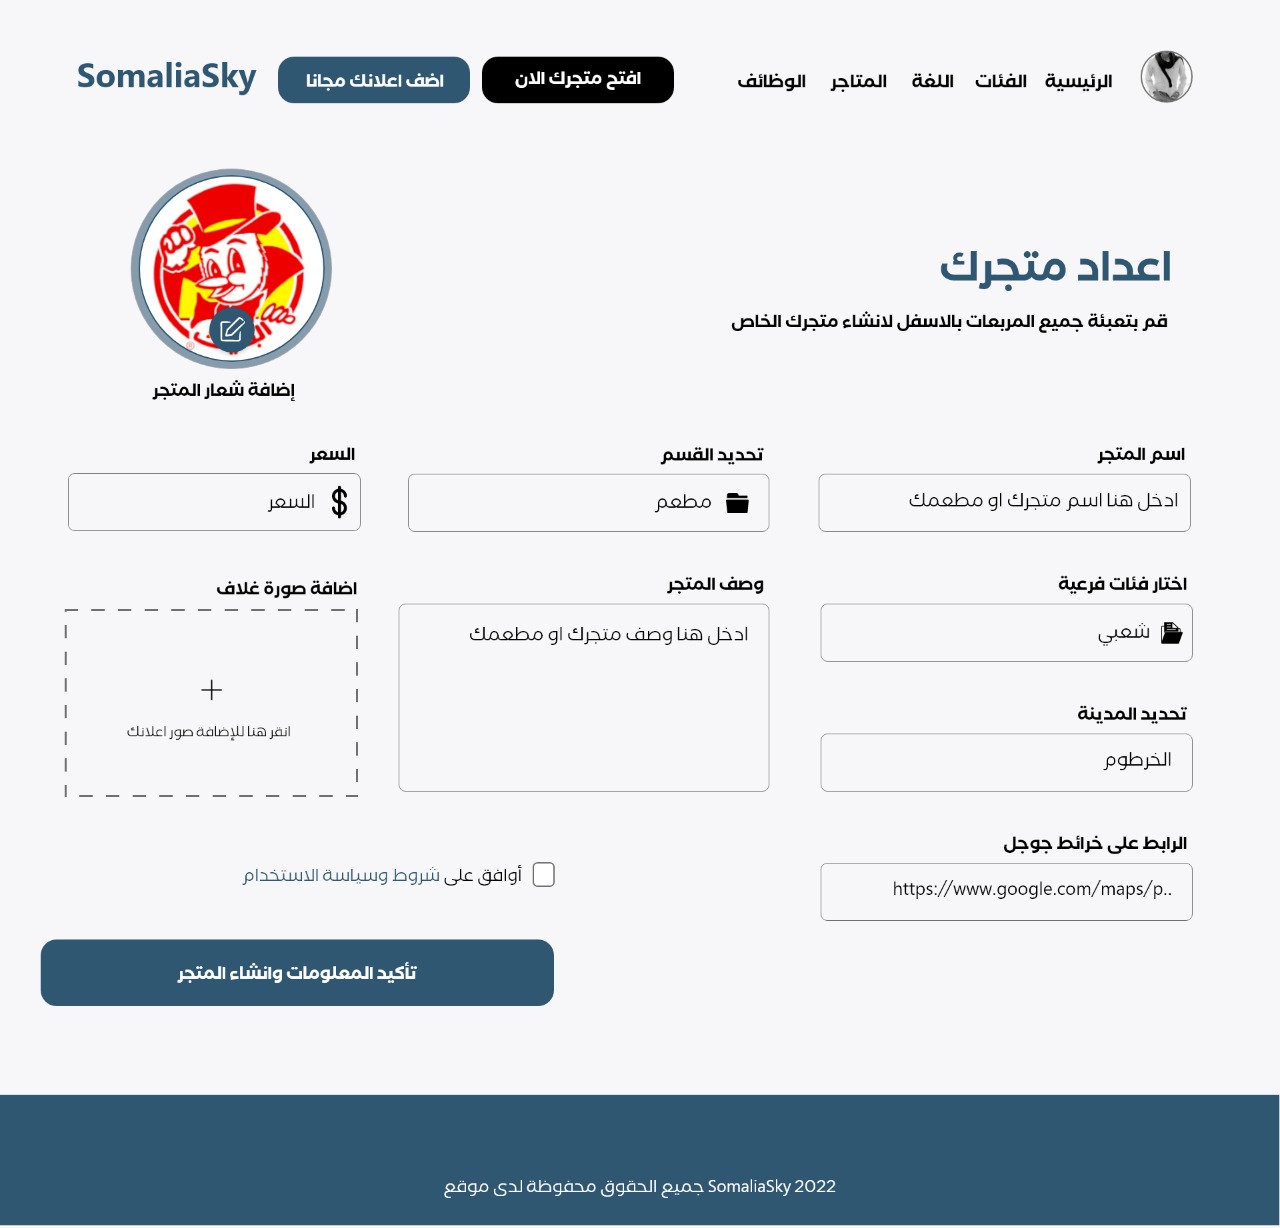 الرئيسية الفئات اللغة المتاجر الوظائف
افتح متجرك الان
اضف اعلانك مجانا
SomaliaSky
اعداد متجرك
قم بتعبئة جميع المربعات بالاسفل لانشاء متجرك الخاص
®
إضافة شعار المتجر
اسم المتجر
ادخل هنا اسم متجرك او مطعمك
تحديد القسم
مطعم
السعر
$ السعر
اختار فئات فرعية
شعبي
وصف المتجر
ادخل هنا وصف متجرك او مطعمك
اضافة صورة غلاف
انقر هنا للإضافة صور اعلانك
تحديد المدينة
الخرطوم
الرابط على خرائط جوجل
https://www.google.com/maps/p..
أوافق على شروط وسياسة الاستخدام
تأكيد المعلومات وانشاء المتجر
جميع الحقوق محفوظة لدى موقع SomaliaSky 2022